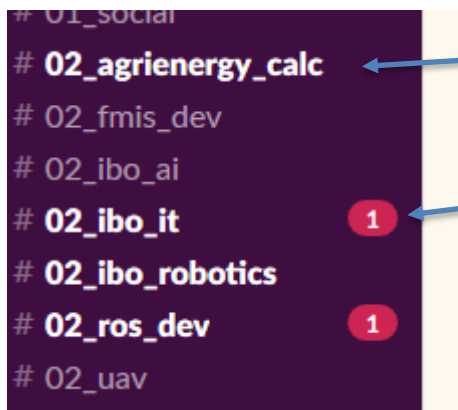 # 01_social
# 02_agrienergy_calc
# 02_fmis_dev
# 02_ibo_ai
# 02_ibo_it 1
# 02_ibo_robotics
# 02_ros_dev 1
# 02_uav